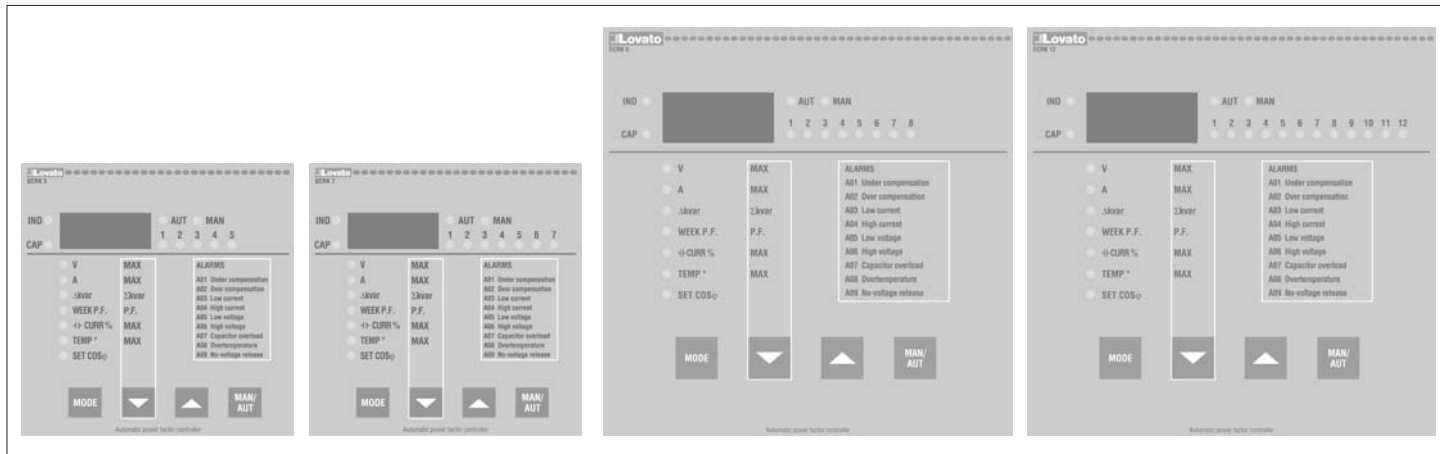 Lovato
DCRK 5
IND
AUT MAN
CAP
1 2 3 4 5
V MAX
A MAX
Δkvar Σkvar
WEEK P.F. P.F.
CURR % MAX
TEMP ° MAX
SET COSφ
ALARMS
A01 Under compensation
A02 Over compensation
A03 Low current
A04 High current
A05 Low voltage
A06 High voltage
A07 Capacitor overload
A08 Overtemperature
A09 No-voltage release
MODE
MAN/
AUT
Automatic power factor controller
Lovato
DCRK 7
IND
AUT MAN
CAP
1 2 3 4 5 6 7
V MAX
A MAX
Δkvar Σkvar
WEEK P.F. P.F.
CURR % MAX
TEMP ° MAX
SET COSφ
ALARMS
A01 Under compensation
A02 Over compensation
A03 Low current
A04 High current
A05 Low voltage
A06 High voltage
A07 Capacitor overload
A08 Overtemperature
A09 No-voltage release
MODE
MAN/
AUT
Automatic power factor controller
Lovato
DCRK 8
IND
AUT MAN
1 2 3 4 5 6 7 8
CAP
V MAX
A MAX
Δkvar Σkvar
WEEK P.F. P.F.
CURR % MAX
TEMP ° MAX
SET COSφ
ALARMS
A01 Under compensation
A02 Over compensation
A03 Low current
A04 High current
A05 Low voltage
A06 High voltage
A07 Capacitor overload
A08 Overtemperature
A09 No-voltage release
MODE
MAN/
AUT
Automatic power factor controller
Lovato
DCRK 12
IND
AUT MAN
1 2 3 4 5 6 7 8 9 10 11 12
CAP
V MAX
A MAX
Δkvar Σkvar
WEEK P.F. P.F.
CURR % MAX
TEMP ° MAX
SET COSφ
ALARMS
A01 Under compensation
A02 Over compensation
A03 Low current
A04 High current
A05 Low voltage
A06 High voltage
A07 Capacitor overload
A08 Overtemperature
A09 No-voltage release
MODE
MAN/
AUT
Automatic power factor controller